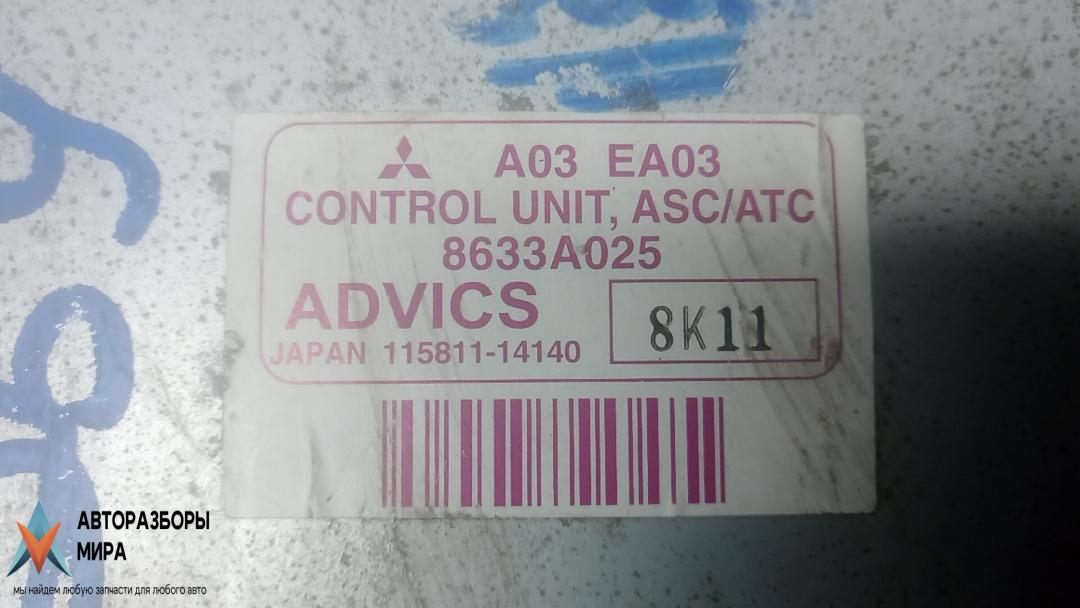 A03 EA03
CONTROL UNIT, ASC/ATC
8633A025
ADVICS
8K11
JAPAN 115811-14140
АВТОРАЗБОРЫ
МИРА
мы найдем любую запчасти для любого авто